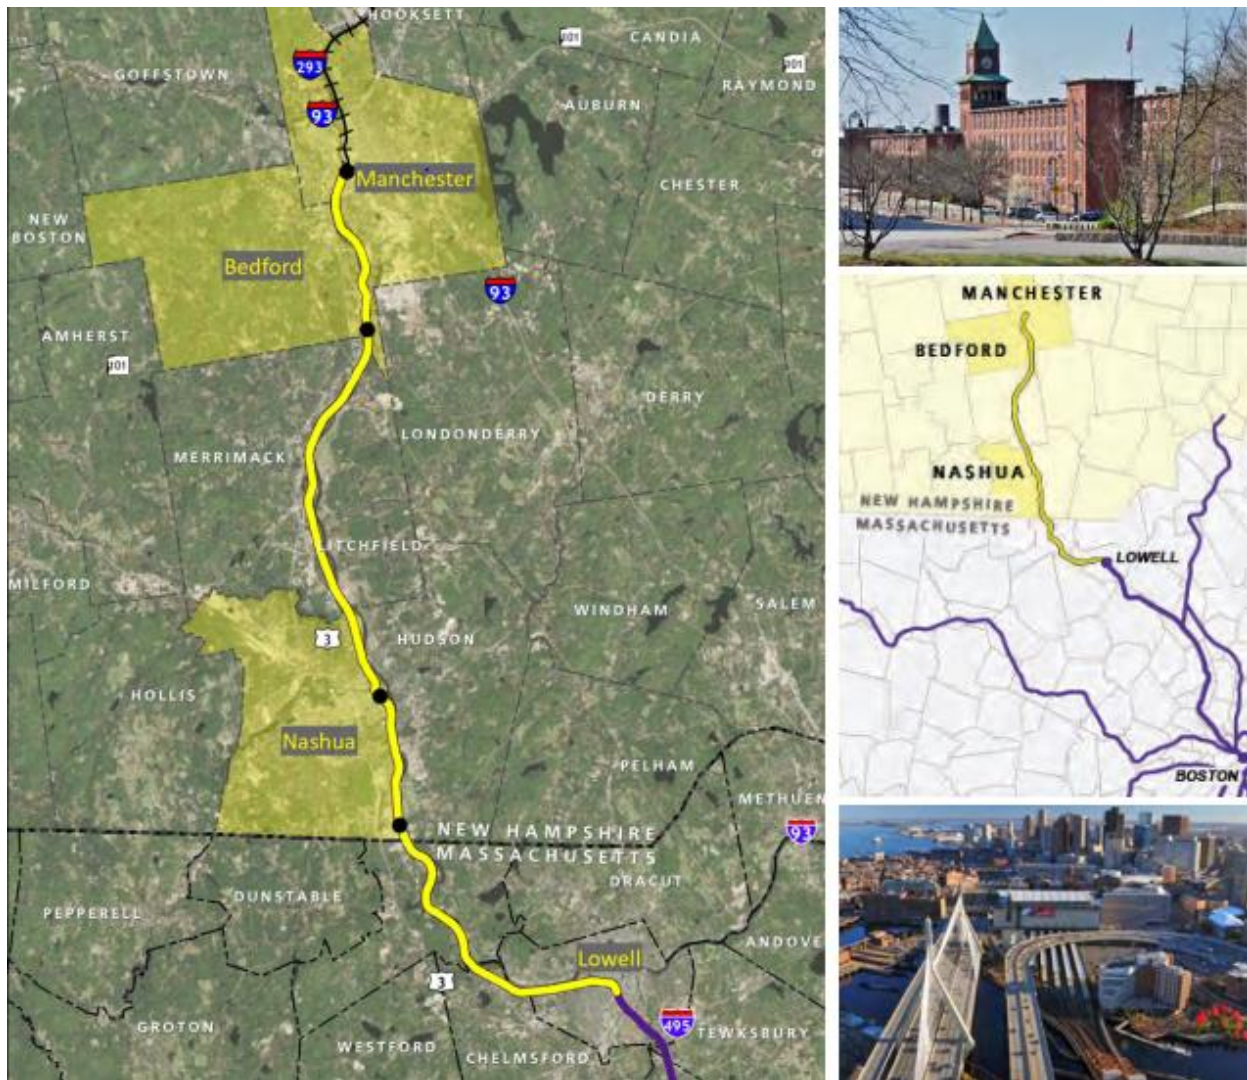 HOOKSETT
101
CANDIA
293
GOFFSTOWN
101
RAYMOND
93
AUBURN
Manchester
CHESTER
NEW
BOSTON
Bedford
93
AMHERST
101
DERRY
LONDONDERRY
MERRIMACK
LITCHFIELD
MILFORD
WINDHAM
SALEM
3
HUDSON
HOLLIS
Nashua
PELHAM
METHUEN
NEW HAMPSHIRE
93
MASSACHUSETTS
DRACUT
DUNSTABLE
PEPPERELL
ANDOVE
Lowell
3
GROTON
495
TEWKSBURY
WESTFORD
CHELMSFORD
MANCHESTER
BEDFORD
NASHUA
NEW HAMPSHIRE
MASSACHUSETTS
LOWELL
BOSTON